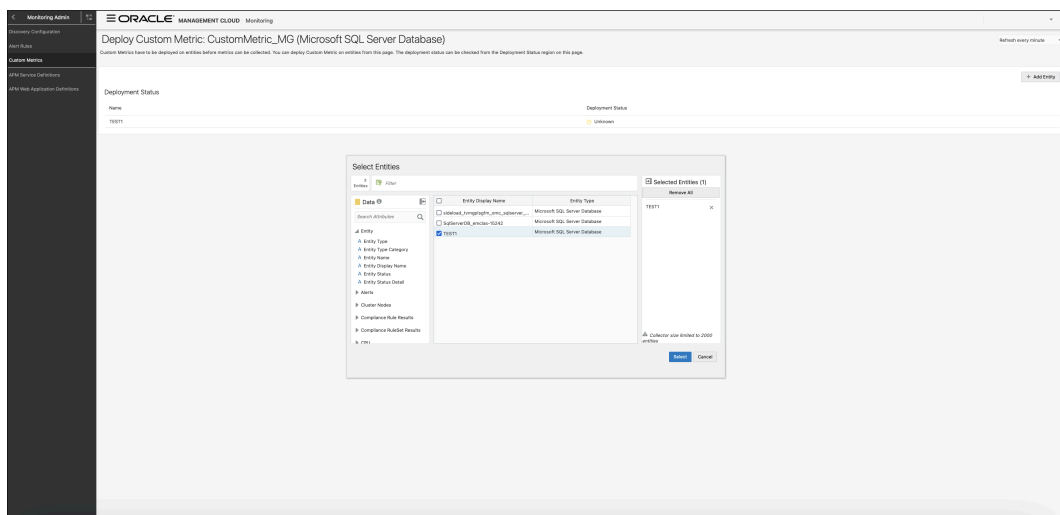 Monitoring Admin
ORACLE MANAGEMENT CLOUD Monitoring
Discovery Configuration
Alert Rules
Custom Metrics
APM Service Definitions
APM Web Application Definitions
Deploy Custom Metric: CustomMetric_MG (Microsoft SQL Server Database)
Refresh every minute
Custom Metrics have to be deployed on entities before metrics can be collected. You can deploy Custom Metric on entities from this page. The deployment status can be checked from the Deployment Status region on this page.
+ Add Entity
Deployment Status
Name Deployment Status
TEST1 Unknown
Select Entities
3 Entities
Filter
Data
Search Attributes
Entity
A Entity Type
A Entity Type Category
A Entity Name
A Entity Display Name
A Entity Status
A Entity Status Detail
Alerts
Cluster Nodes
Compliance Rule Results
Compliance RuleSet Results
CPU
Entity Display Name Entity Type
Microsoft SQL Server Database
SqlServerDB_emclas-15242 Microsoft SQL Server Database
TEST1 Microsoft SQL Server Database
Selected Entities (1)
Remove All
TEST1
Collector size limited to 2000
entities
Select Cancel